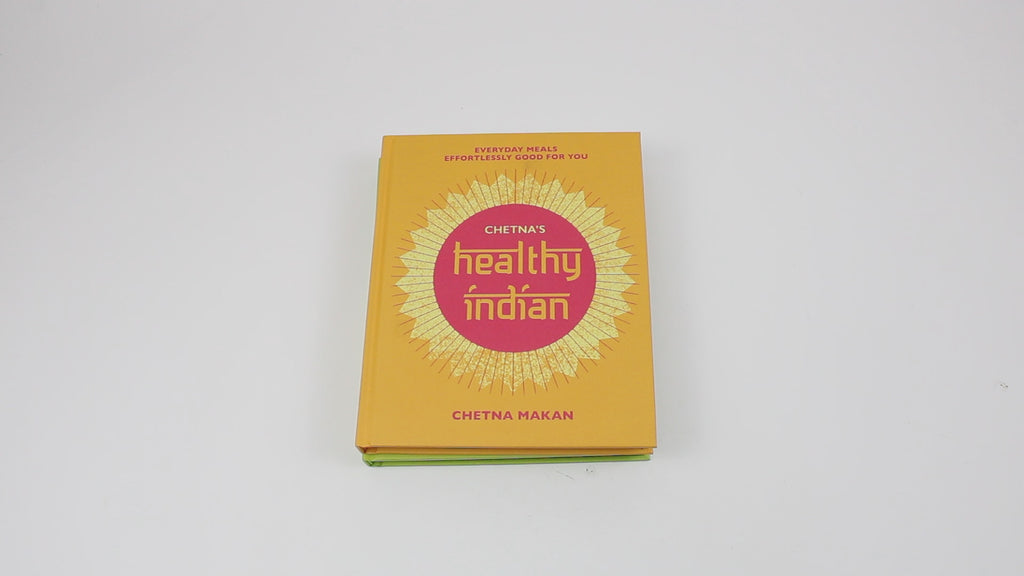 EVERYDAY MEALS
EFFORTLESSLY GOOD FOR YOU
CHETNA'S
healthy
indian
CHETNA MAKAN